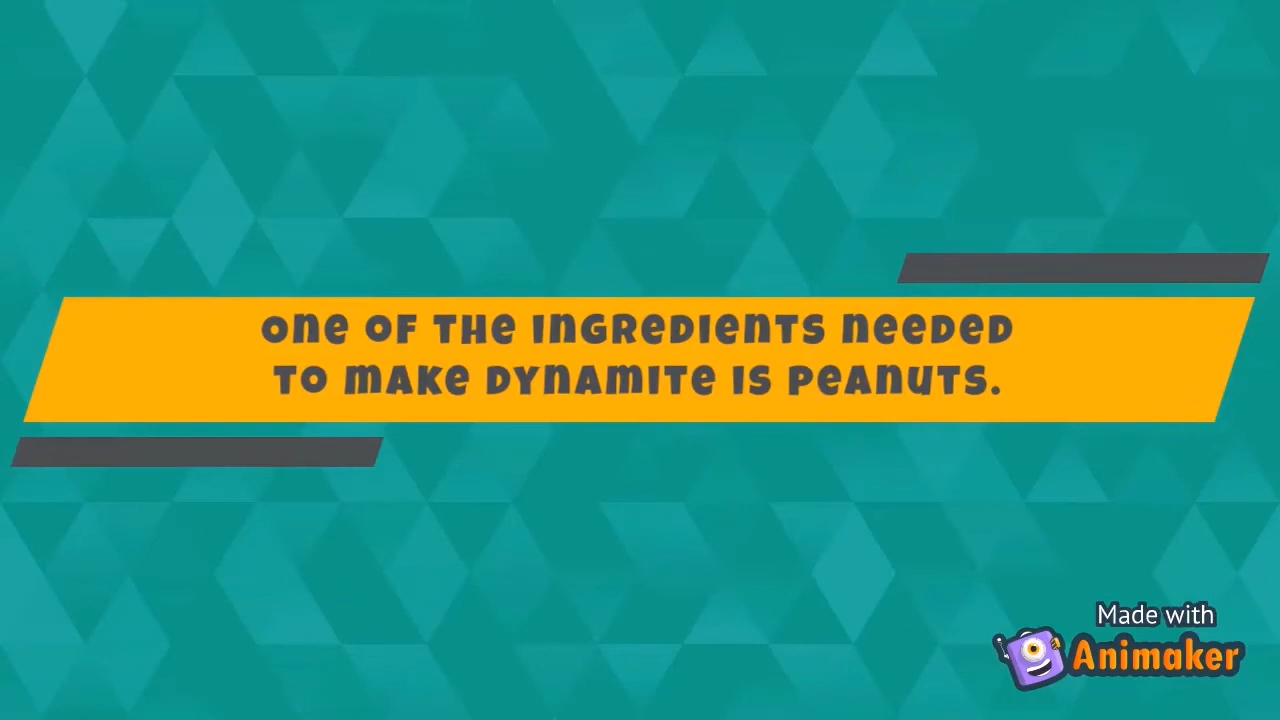 One of the ingredients needed
to make dynamite is peanuts.
Made with
Animaker